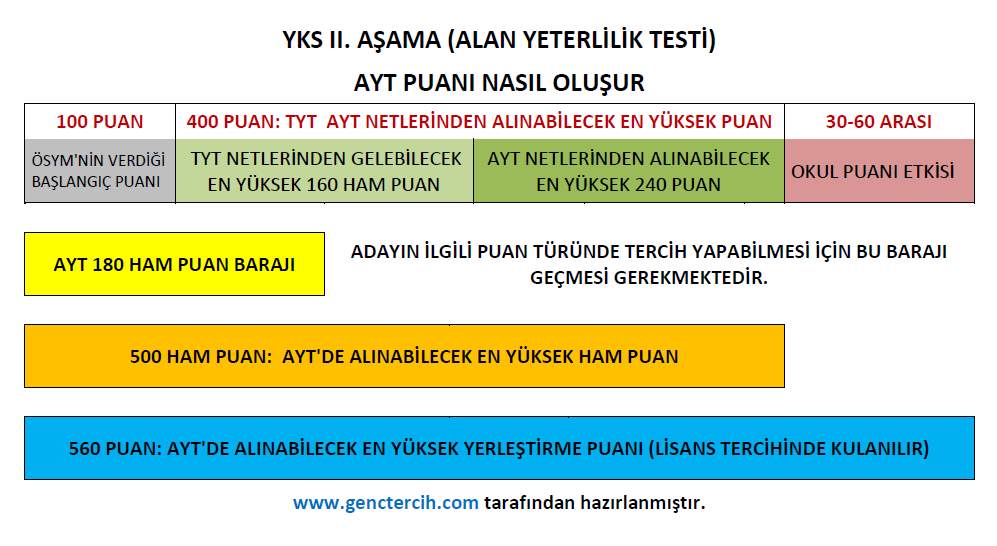 YKS II. AŞAMA (ALAN YETERLİLİK TESTİ)
AYT PUANI NASIL OLUŞUR
100 PUAN
400 PUAN: TYT AYT NETLERİNDEN ALINABİLECEK EN YÜKSEK PUAN
30-60 ARASI
ÖSYM'NİN VERDİĞİ
BAŞLANGIÇ PUANI
TYT NETLERİNDEN GELEBİLECEK
EN YÜKSEK 160 HAM PUAN
AYT NETLERİNDEN ALINABİLECEK
EN YÜKSEK 240 PUAN
OKUL PUANI ETKİSİ
AYT 180 HAM PUAN BARAJI
ADAYIN İLGİLİ PUAN TÜRÜNDE TERCİH YAPABİLMESİ İÇİN BU BARAJI
GEÇMESİ GEREKMEKTEDİR.
500 HAM PUAN: AYT'DE ALINABİLECEK EN YÜKSEK HAM PUAN
560 PUAN: AYT'DE ALINABİLECEK EN YÜKSEK YERLEŞTİRME PUANI (LİSANS TERCİHİNDE KULANILIR)
www.genctercih.com tarafından hazırlanmıştır.